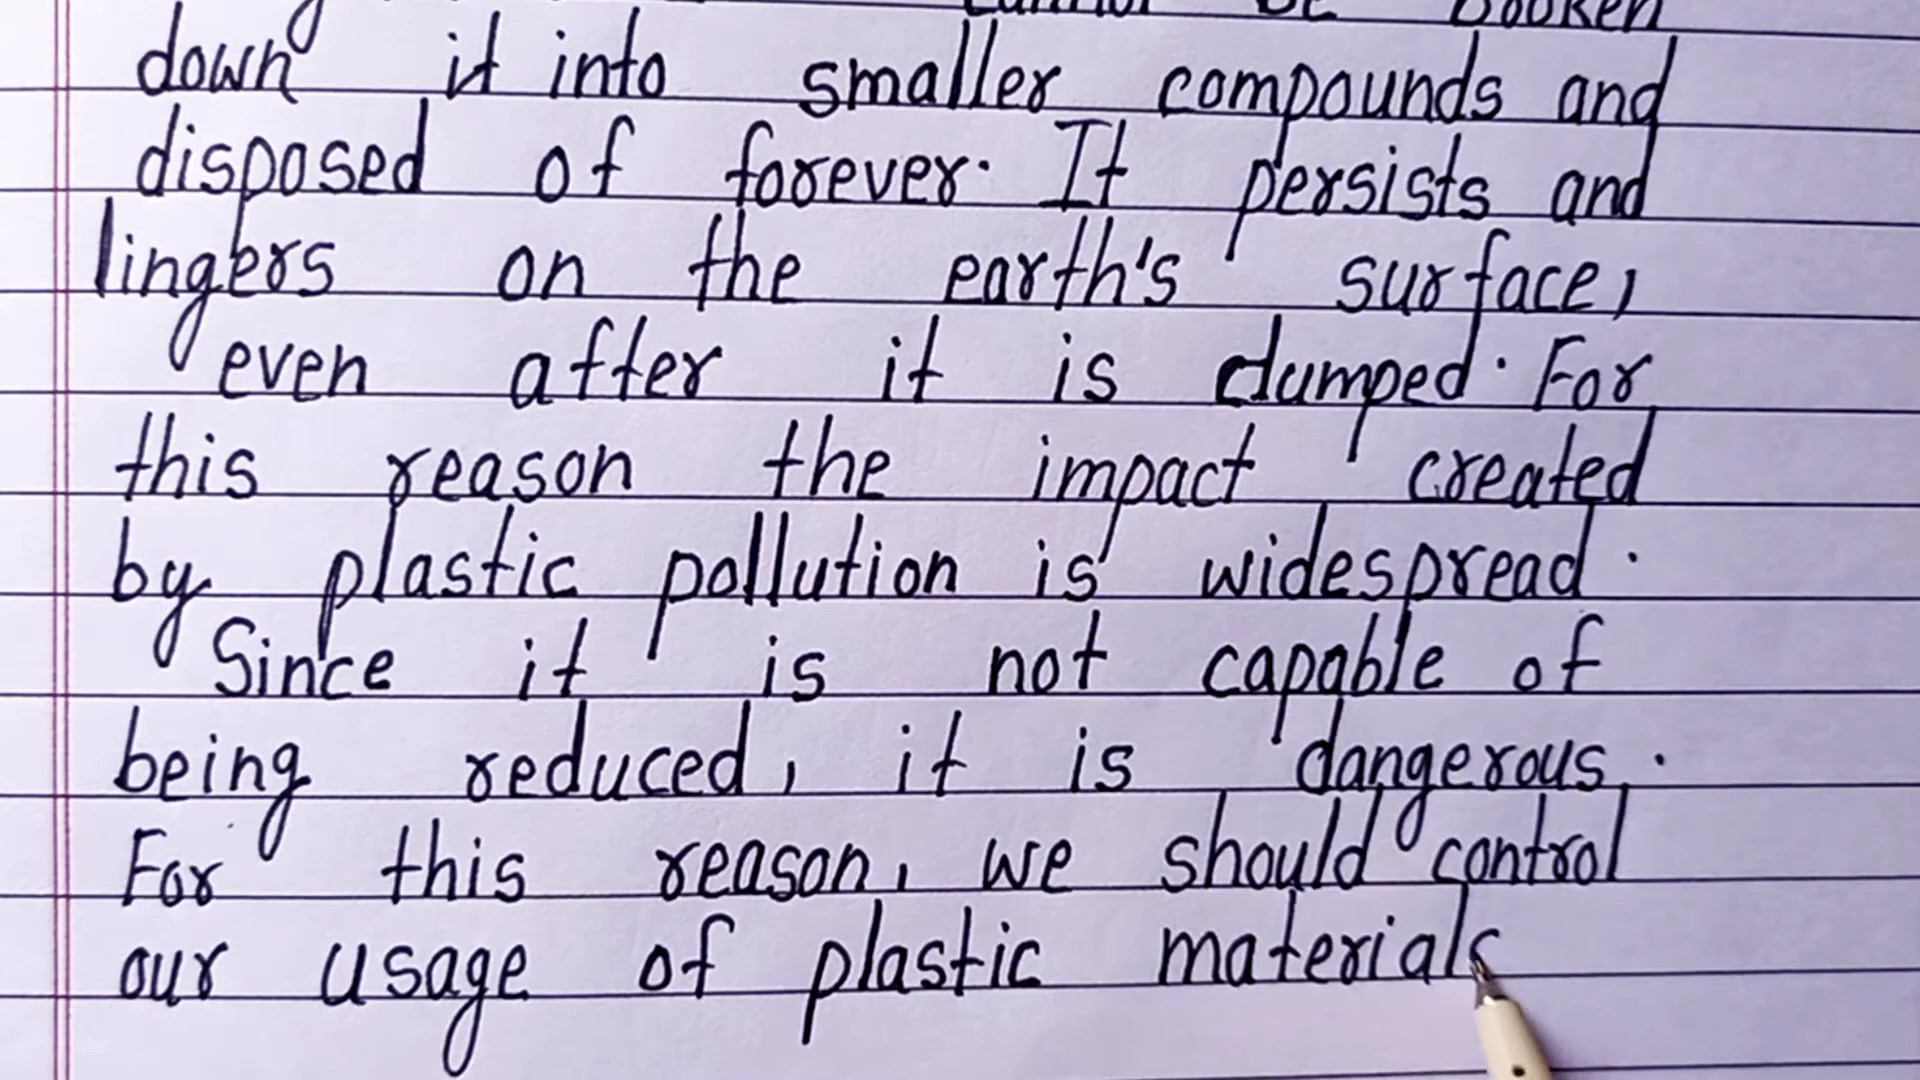 cannot be
down it into smaller compounds and
disposed of forever. It persists and
lingers on the earth's surface,
even after it is dumped. For
this reason the impact created
by plastic pollution is widespread.
Since it is not capable of
being reduced, it is dangerous.
For this reason, we should control
our usage of plastic materials